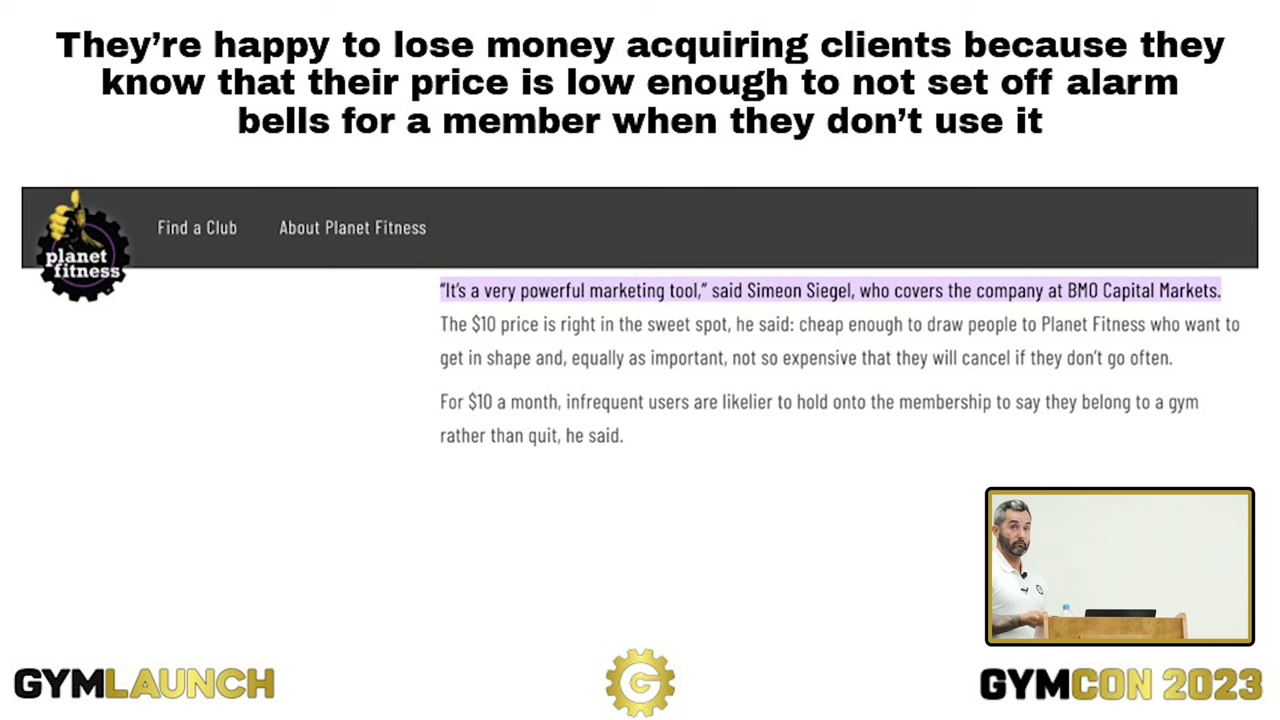 They’re happy to lose money acquiring clients because they
know that their price is low enough to not set off alarm
bells for a member when they don’t use it
planet
fitness
Find a Club
About Planet Fitness
“It’s a very powerful marketing tool,” said Simeon Siegel, who covers the company at BMO Capital Markets.
The $10 price is right in the sweet spot, he said: cheap enough to draw people to Planet Fitness who want to
get in shape and, equally as important, not so expensive that they will cancel if they don’t go often.
For $10 a month, infrequent users are likelier to hold onto the membership to say they belong to a gym
rather than quit, he said.
GYMLAUNCH
G
GYMCON 2023